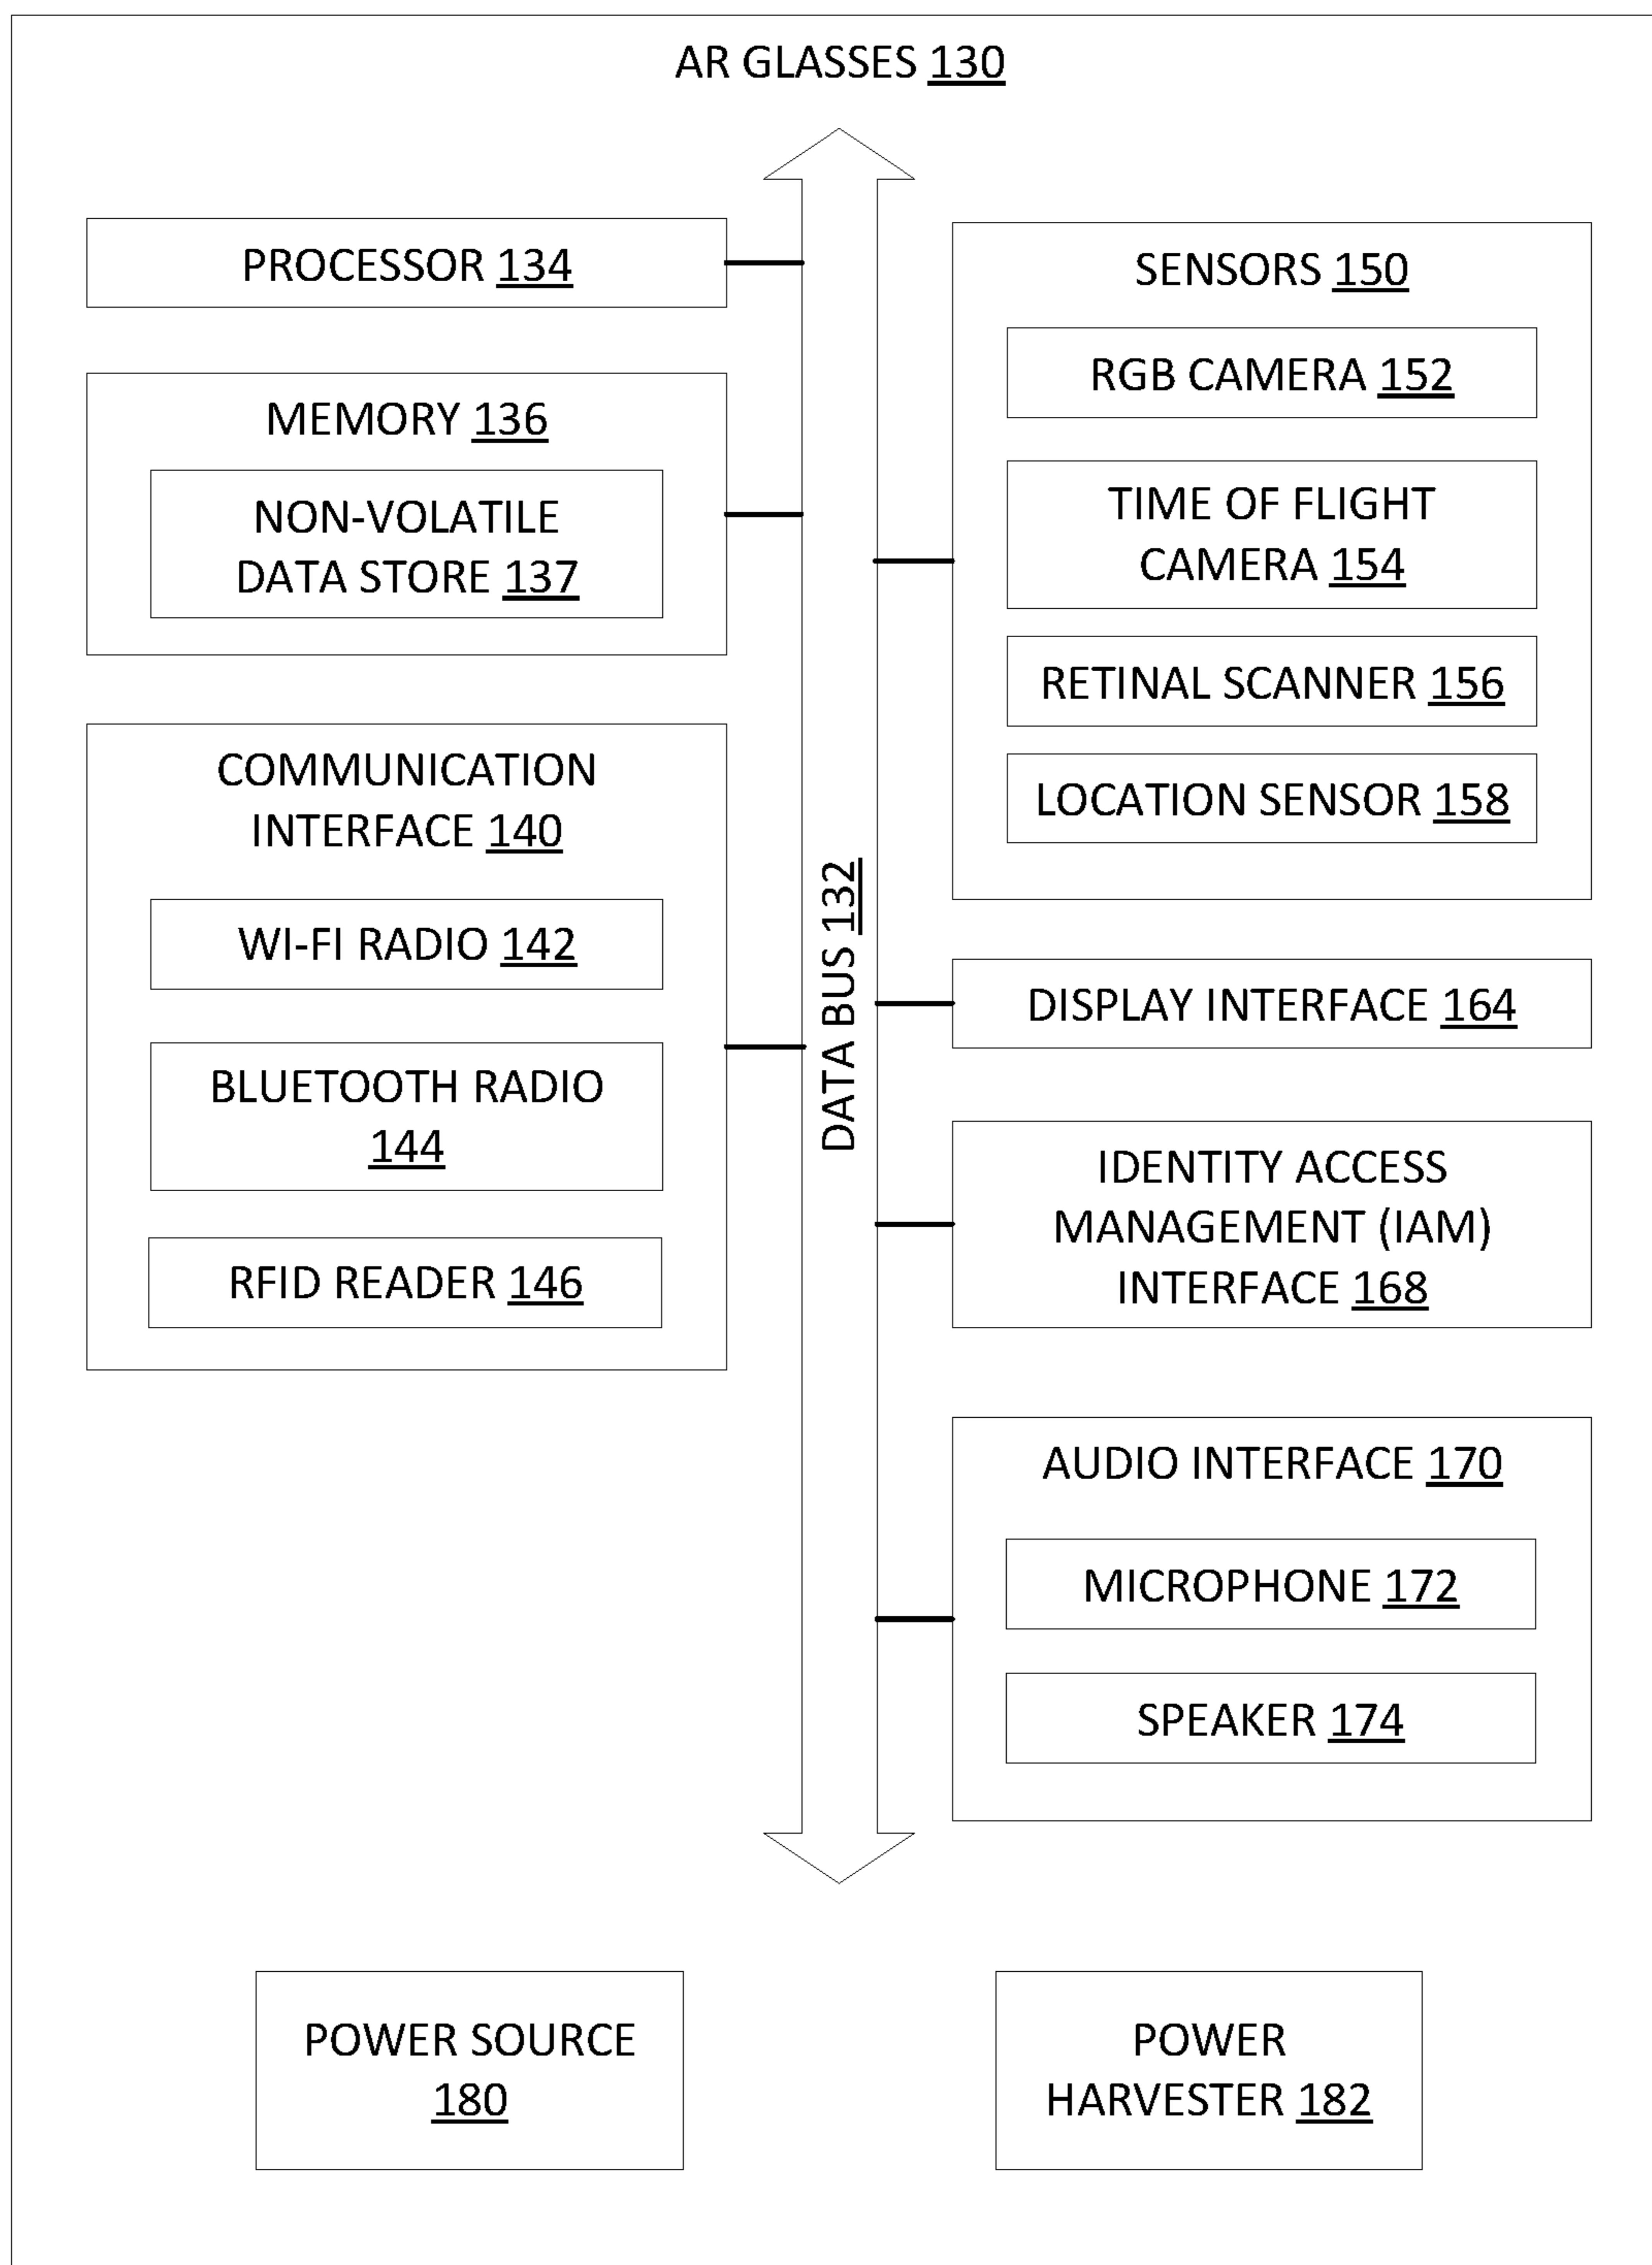 AR GLASSES 130
PROCESSOR 134
MEMORY 136
NON-VOLATILE
DATA STORE 137
COMMUNICATION
INTERFACE 140
WI-FI RADIO 142
BLUETOOTH RADIO
144
RFID READER 146
DATA BUS 132
SENSORS 150
RGB CAMERA 152
TIME OF FLIGHT
CAMERA 154
RETINAL SCANNER 156
LOCATION SENSOR 158
DISPLAY INTERFACE 164
IDENTITY ACCESS
MANAGEMENT (IAM)
INTERFACE 168
AUDIO INTERFACE 170
MICROPHONE 172
SPEAKER 174
POWER SOURCE
180
POWER
HARVESTER 182